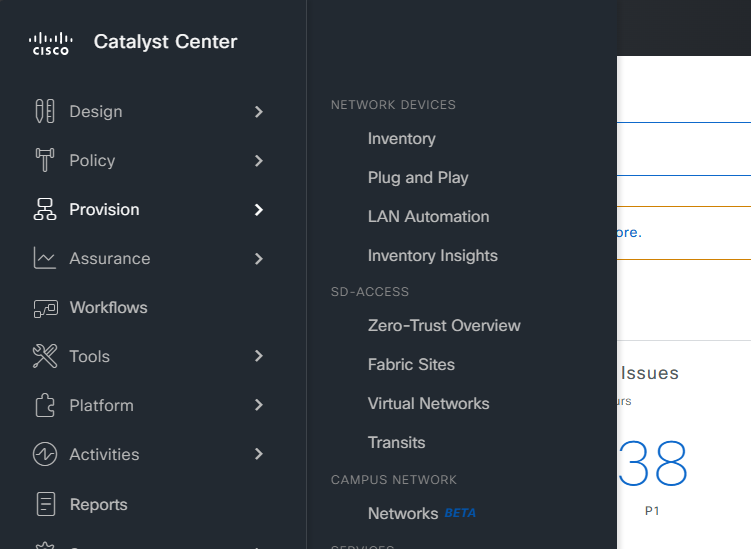 CISCO
Catalyst Center
Design
Policy
Provision
Assurance
Workflows
Tools
Platform
Activities
Reports
NETWORK DEVICES
Inventory
Plug and Play
LAN Automation
Inventory Insights
SD-ACCESS
Zero-Trust Overview
Fabric Sites
Virtual Networks
Transits
CAMPUS NETWORK
Networks BETA
SERVICES
ore.
Issues
urs
38
P1